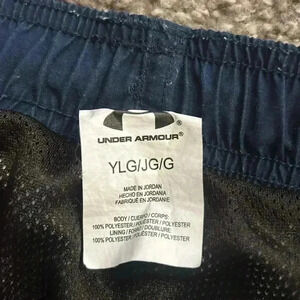 UNDER ARMOUR®
YLG/JG/G
MADE IN JORDAN
HECHO EN JORDANIA
FABRIQUÉ EN JORDANIE
BODY / CUERPO / CORPS:
100% POLYESTER / POLIÉSTER / POLYESTER
LINING / FORRO / DOUBLURE
100% POLYESTER / POLIÉSTER / POLYESTER